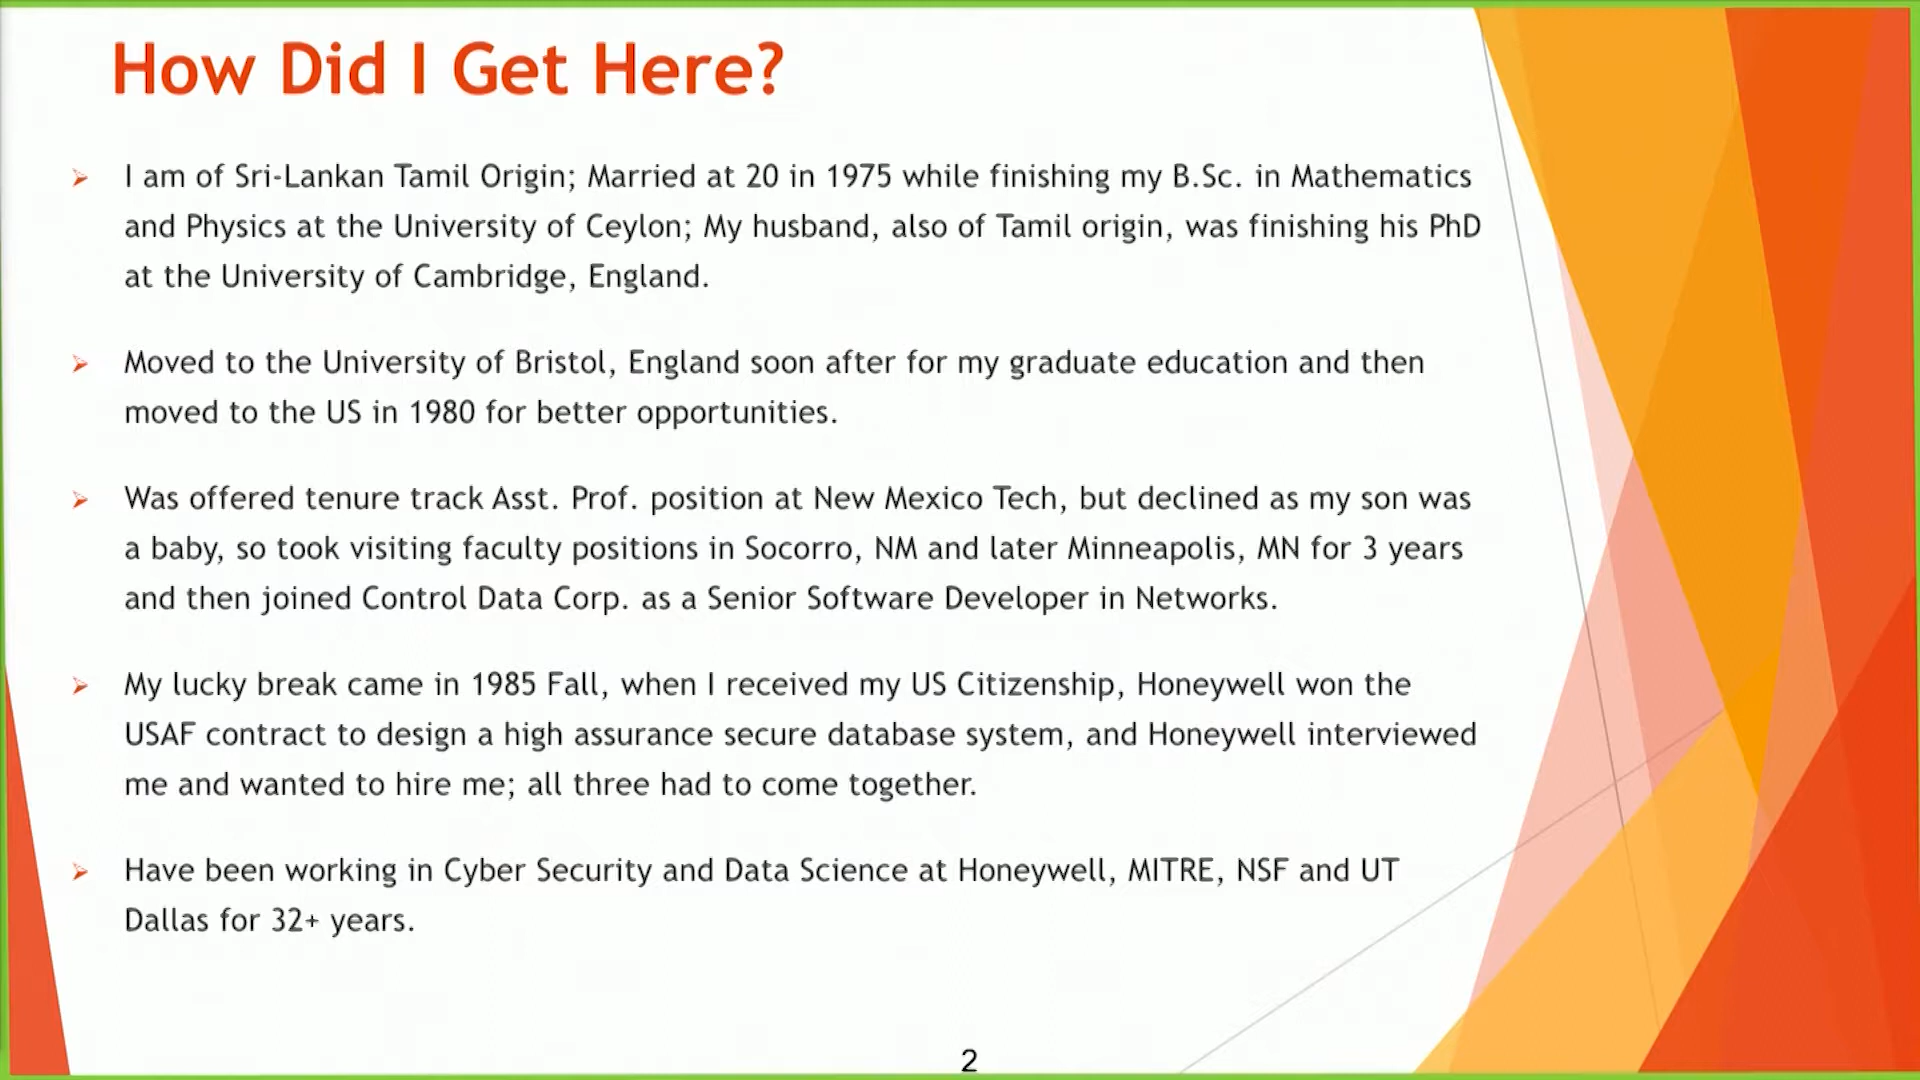 How Did I Get Here?
I am of Sri-Lankan Tamil Origin; Married at 20 in 1975 while finishing my B.Sc. in Mathematics
and Physics at the University of Ceylon; My husband, also of Tamil origin, was finishing his PhD
at the University of Cambridge, England.
Moved to the University of Bristol, England soon after for my graduate education and then
moved to the US in 1980 for better opportunities.
Was offered tenure track Asst. Prof. position at New Mexico Tech, but declined as my son was
a baby, so took visiting faculty positions in Socorro, NM and later Minneapolis, MN for 3 years
and then joined Control Data Corp. as a Senior Software Developer in Networks.
My lucky break came in 1985 Fall, when I received my US Citizenship, Honeywell won the
USAF contract to design a high assurance secure database system, and Honeywell interviewed
me and wanted to hire me; all three had to come together.
Have been working in Cyber Security and Data Science at Honeywell, MITRE, NSF and UT
Dallas for 32+ years.
2